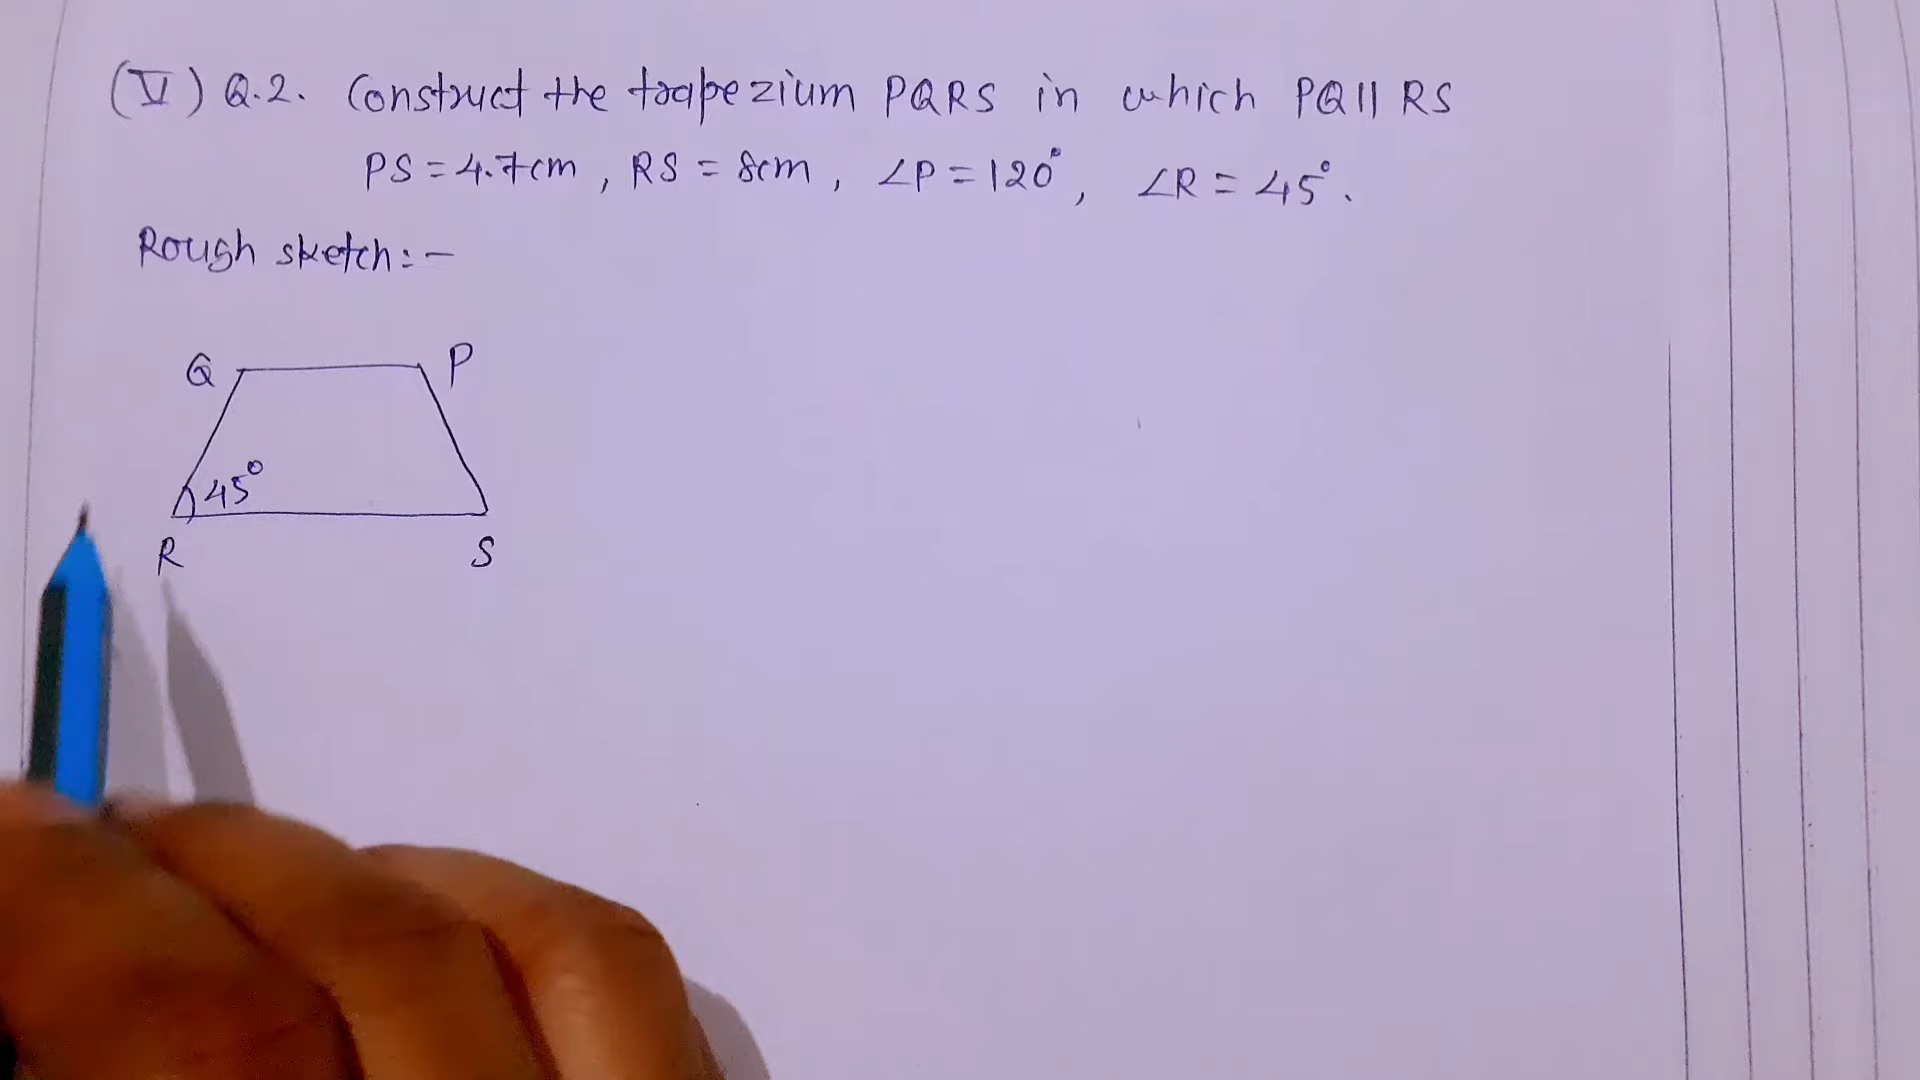 (V) Q.2. Construct the trapezium PQRS in which PQ || RS
PS = 4.7cm, RS = 8cm, ∠P = 120°, ∠R = 45°.
Rough sketch:-
Q P
45°
R S